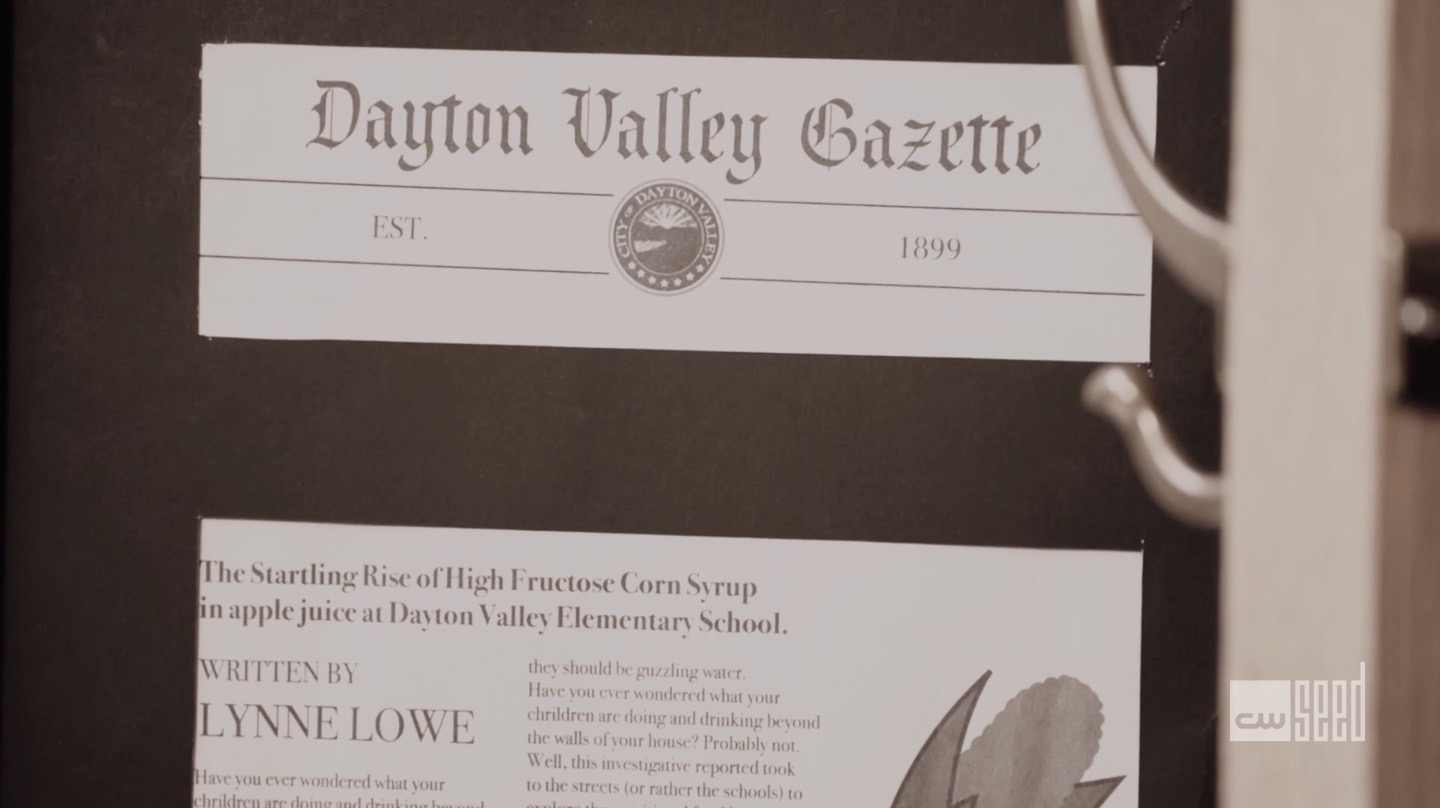 Dayton Valley Gazette
EST.
CITY OF DAYTON VALLEY
1899
The Startling Rise of High Fructose Corn Syrup
in apple juice at Dayton Valley Elementary School.
WRITTEN BY
LYNNE LOWE
Have you ever wondered what your
chrildren are doing and drinking beyond
they should be guzzling water.
Have you ever wondered what your
chrildren are doing and drinking beyond
the walls of your house? Probably not.
Well, this investigative reported took
to the streets (or rather the schools) to
CW seed